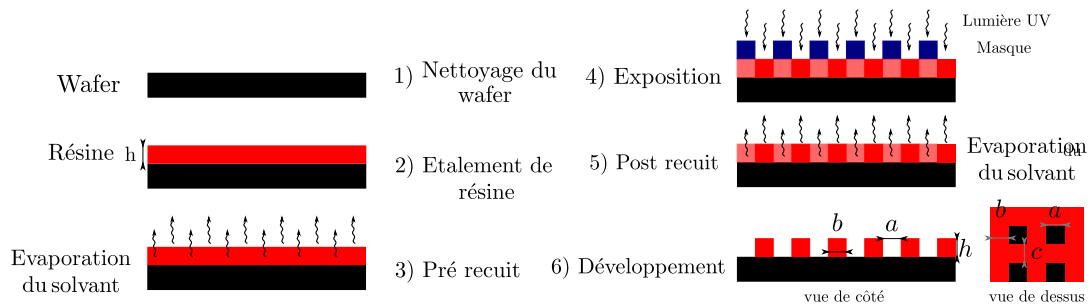 Wafer
1) Nettoyage du
wafer
Résine h
2) Etalement de
résine
Evaporation
du solvant
3) Pré recuit
Lumière UV
Masque
4) Exposition
5) Post recuit
Evaporation
du
du solvant
6) Développement
b
a
h
vue de côté
b
a
c
vue de dessus